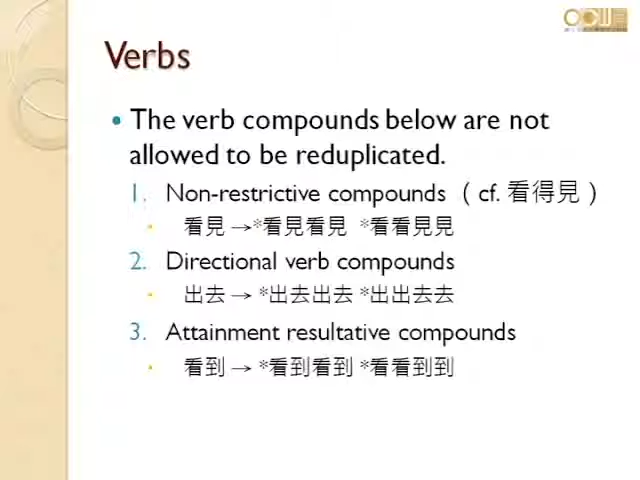 OCW
Verbs
• The verb compounds below are not
allowed to be reduplicated.
1. Non-restrictive compounds （cf. 看得見）
看見 →*看見看見 *看看見見
2. Directional verb compounds
出去 → *出去出去 *出出去去
3. Attainment resultative compounds
看到 → *看到看到 *看看到到